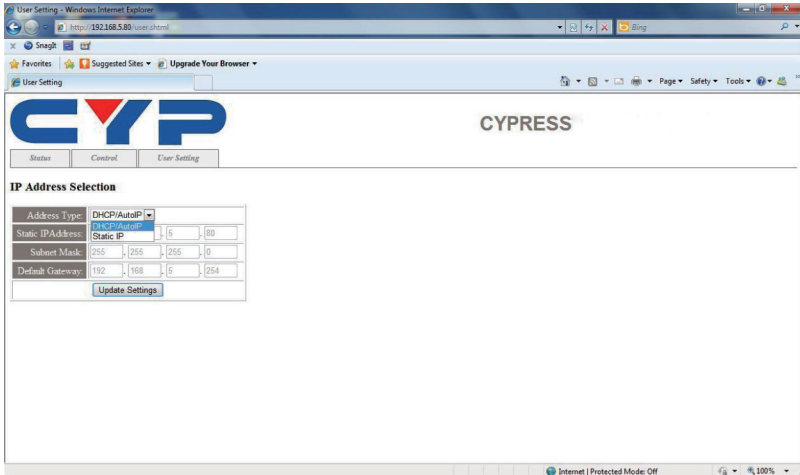 User Setting - Windows Internet Explorer
http://192.168.5.80/user.shtml
Bing
x SnagIt
Favorites Suggested Sites Upgrade Your Browser
User Setting
Page Safety Tools
CYP
CYPRESS
Status Control User Setting
IP Address Selection
Address Type: DHCP/AutoIP
DHCP/AutoIP
Static IPAddress: . 5 . 80
Static IP
Subnet Mask: 255 . 255 . 255 . 0
Default Gateway: 192 . 168 . 5 . 254
Update Settings
Internet | Protected Mode: Off 100%